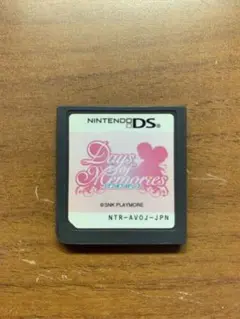 NINTENDO DS
Days
of
Memories
©SNK PLAYMORE
NTR-AVOJ-JPN